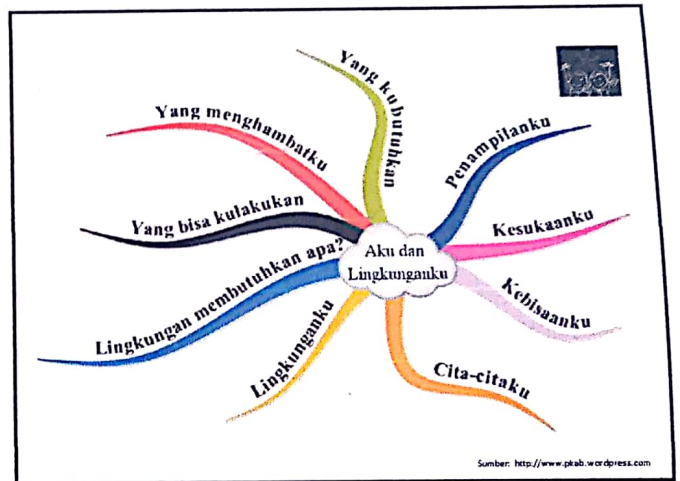 Yang kubutuhkan
Yang menghambatku
Penampilanku
Yang bisa kulakukan
Kesukaanku
Aku dan
Lingkunganku
Lingkungan membutuhkan apa?
Kebisaanku
Lingkunganku
Cita-citaku
Sumber: http://www.pkab.wordpress.com